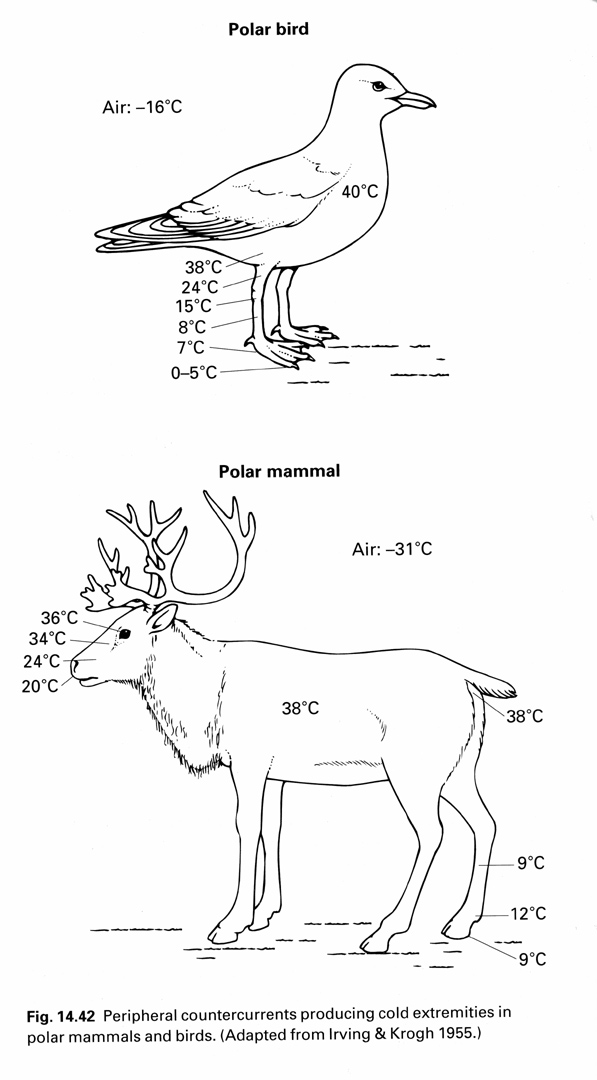 Polar bird
Air: –16°C
40°C
38°C
24°C
15°C
8°C
7°C
0–5°C
Polar mammal
Air: –31°C
36°C
34°C
24°C
20°C
38°C
38°C
9°C
12°C
9°C
Fig. 14.42 Peripheral countercurrents producing cold extremities in
polar mammals and birds. (Adapted from Irving & Krogh 1955.)